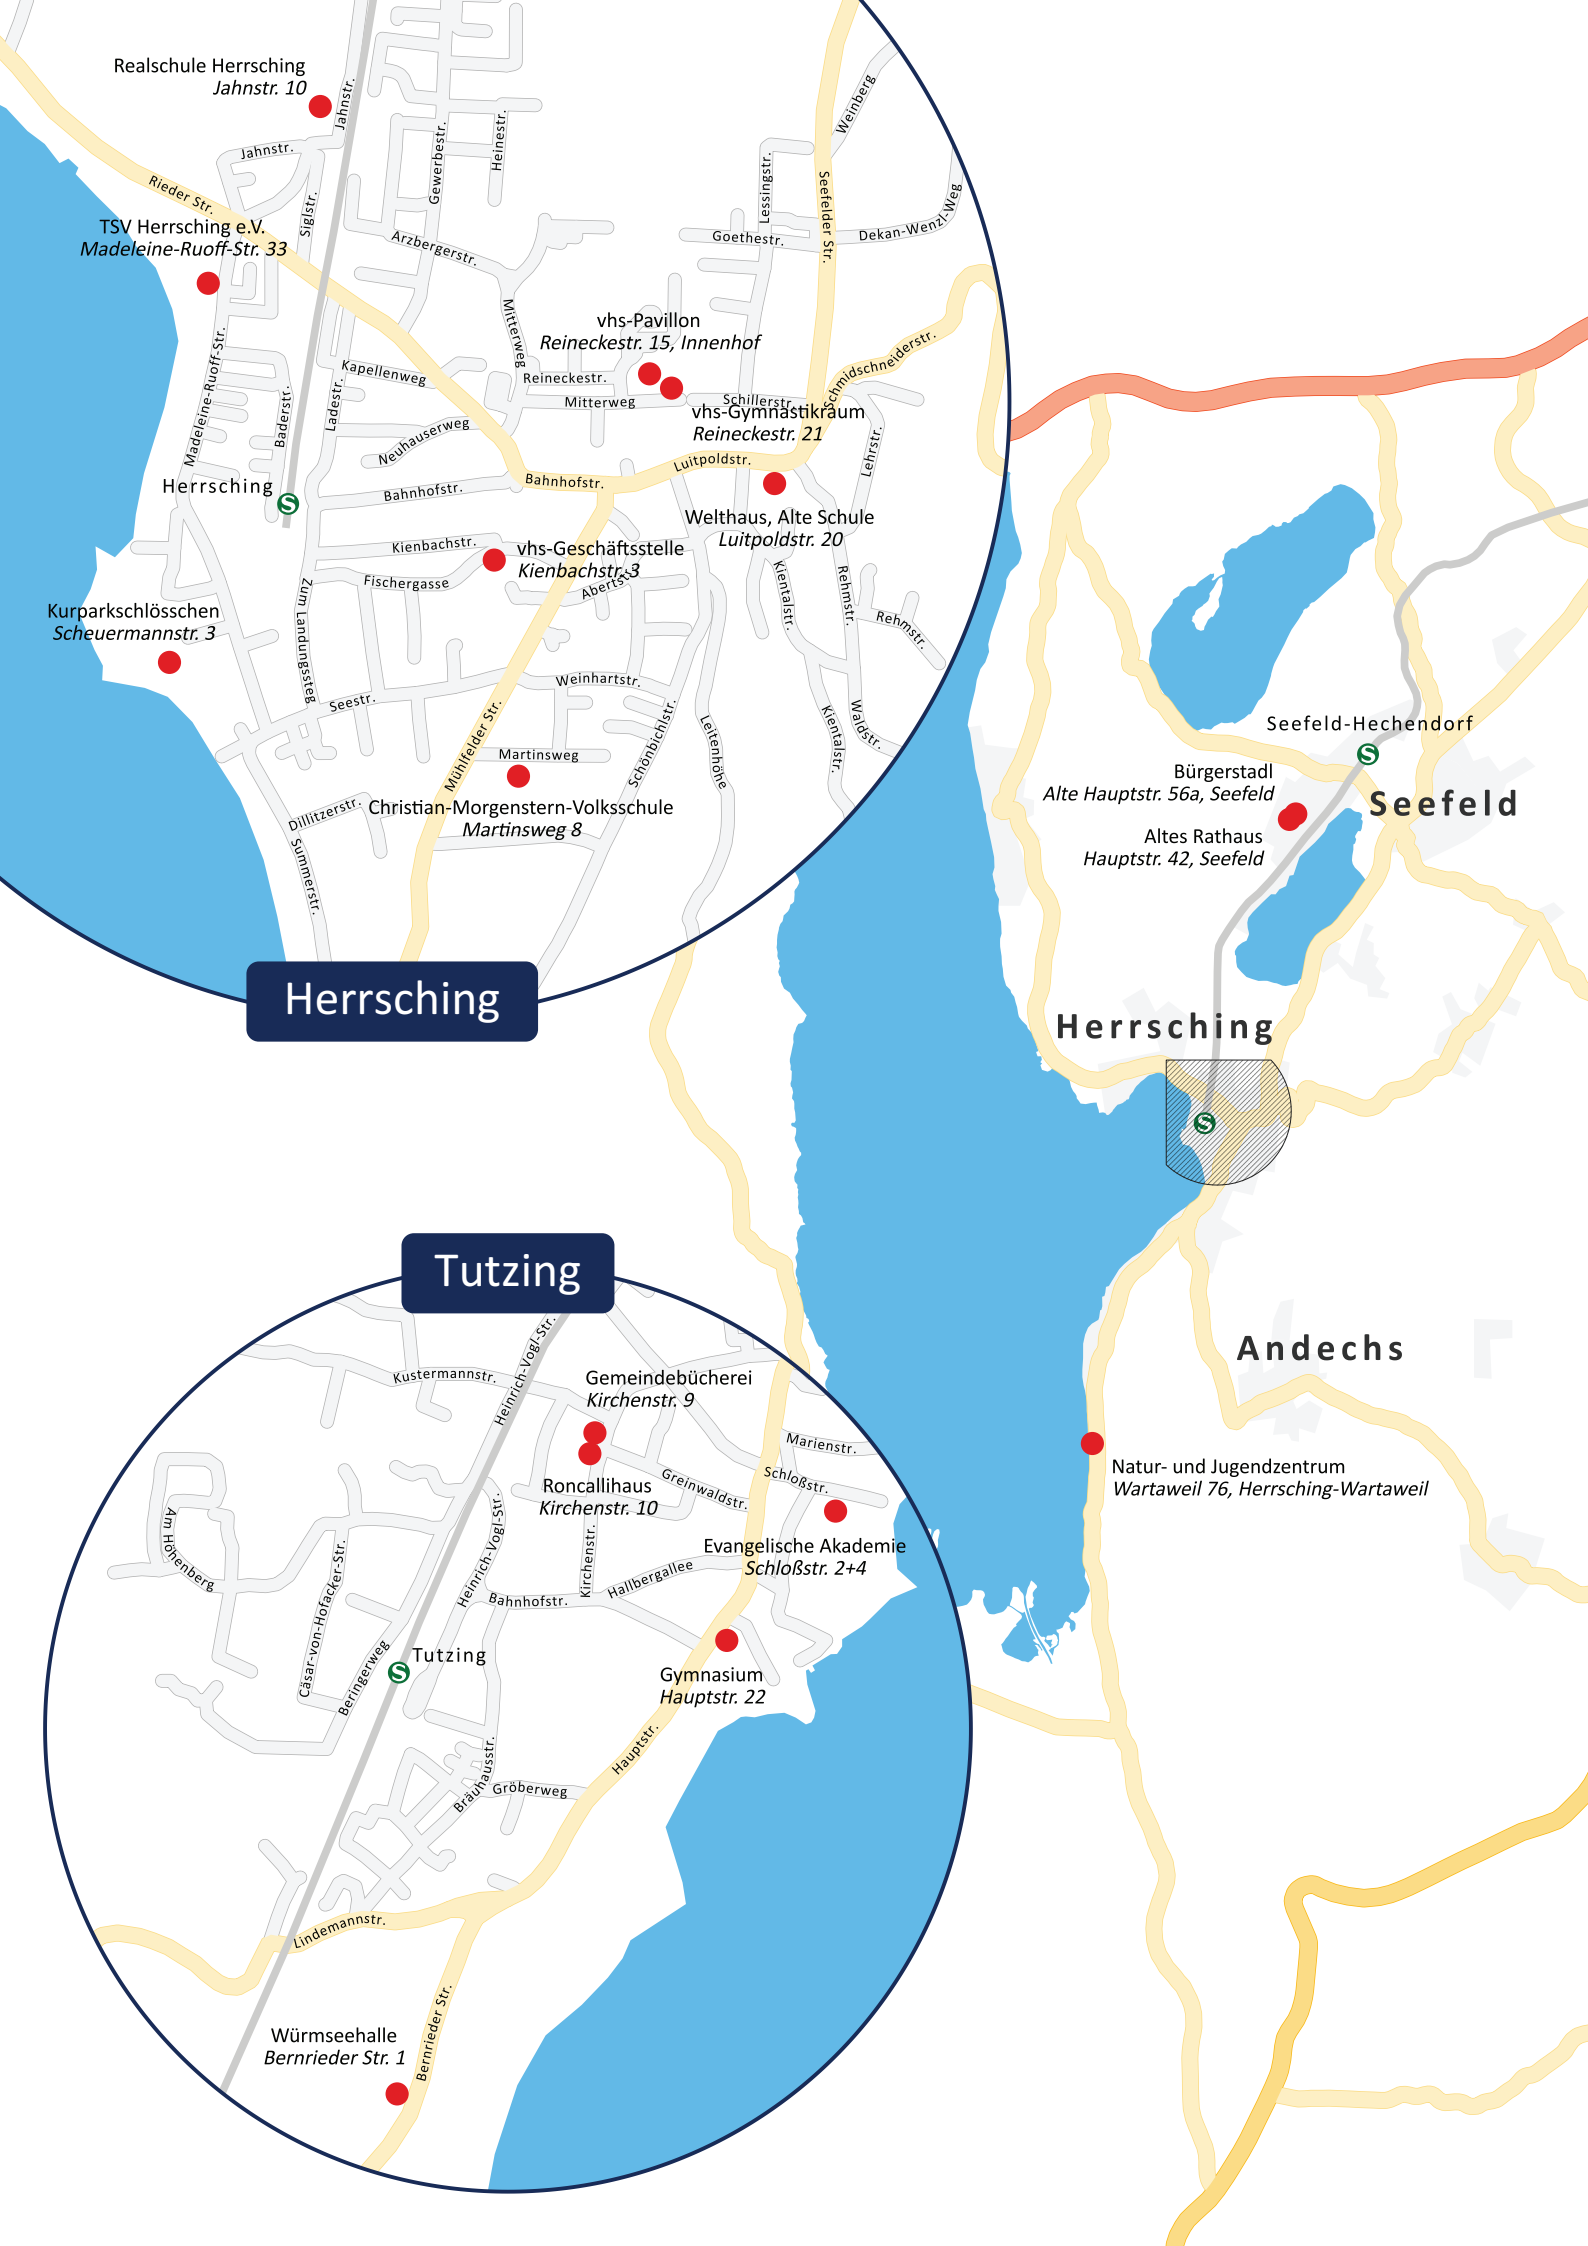 Realschule Herrsching
Jahnstr. 10
Jahnstr.
Jahnstr.
Rieder Str.
Siglstr.
Gewerbestr.
Heinestr.
Weinberg
Lessingstr.
Seefelder Str.
Goethestr.
Dekan-Wenzl-Weg
TSV Herrsching e.V.
Madeleine-Ruoff-Str. 33
Arzbergerstr.
Mitterweg
vhs-Pavillon
Reineckestr. 15, Innenhof
Madeleine-Ruoff-Str.
Kapellenweg
Reineckestr.
Mitterweg
Schillerstr.
Schmidschneiderstr.
Baderstr.
Ladestr.
Neuhauserweg
vhs-Gymnastikraum
Reineckestr. 21
Lehrstr.
Luitpoldstr.
Bahnhofstr.
Bahnhofstr.
Herrsching
S
Welthaus, Alte Schule
Luitpoldstr. 20
Kienbachstr.
vhs-Geschäftsstelle
Kienbachstr. 3
Fischergasse
Abertstr.
Kientalstr.
Rehmstr.
Rehmstr.
Kurparkschlösschen
Scheuermannstr. 3
Zum Landungssteg
Seestr.
Weinhartstr.
Mühlfelder Str.
Schönbichlstr.
Leitenhöhe
Kientalstr.
Waldstr.
Martinsweg
Christian-Morgenstern-Volksschule
Martinsweg 8
Dillitzerstr.
Summerstr.
Herrsching
Seefeld-Hechendorf
S
Bürgerstadl
Alte Hauptstr. 56a, Seefeld
Seefeld
Altes Rathaus
Hauptstr. 42, Seefeld
Herrsching
S
Andechs
Natur- und Jugendzentrum
Wartaweil 76, Herrsching-Wartaweil
Tutzing
Heinrich-Vogl-Str.
Kustermannstr.
Gemeindebücherei
Kirchenstr. 9
Marienstr.
Schloßstr.
Greinwaldstr.
Roncallihaus
Kirchenstr. 10
Am Höhenberg
Heinrich-Vogl-Str.
Kirchenstr.
Evangelische Akademie
Schloßstr. 2+4
Hallbergallee
Bahnhofstr.
Cäsar-von-Hofacker-Str.
Beringerweg
Tutzing
S
Gymnasium
Hauptstr. 22
Hauptstr.
Bräuhausstr.
Gröberweg
Lindemannstr.
Bernrieder Str.
Würmseehalle
Bernrieder Str. 1